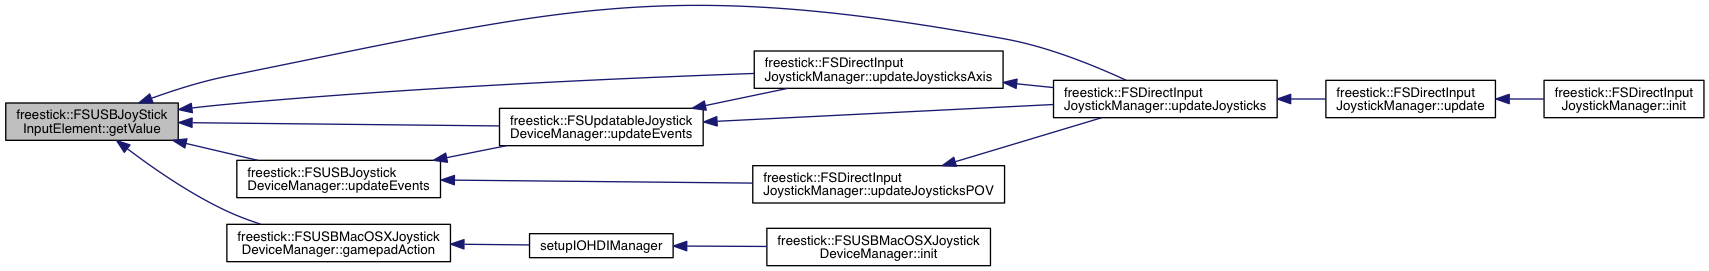 freestick::FSUSBJoyStick
InputElement::getValue
freestick::FSDirectInput
JoystickManager::updateJoysticksAxis
freestick::FSUpdatableJoystick
DeviceManager::updateEvents
freestick::FSUSBJoystick
DeviceManager::updateEvents
freestick::FSDirectInput
JoystickManager::updateJoysticksPOV
freestick::FSDirectInput
JoystickManager::updateJoysticks
freestick::FSDirectInput
JoystickManager::update
freestick::FSDirectInput
JoystickManager::init
freestick::FSUSBMacOSXJoystick
DeviceManager::gamepadAction
setupIOHDIManager
freestick::FSUSBMacOSXJoystick
DeviceManager::init